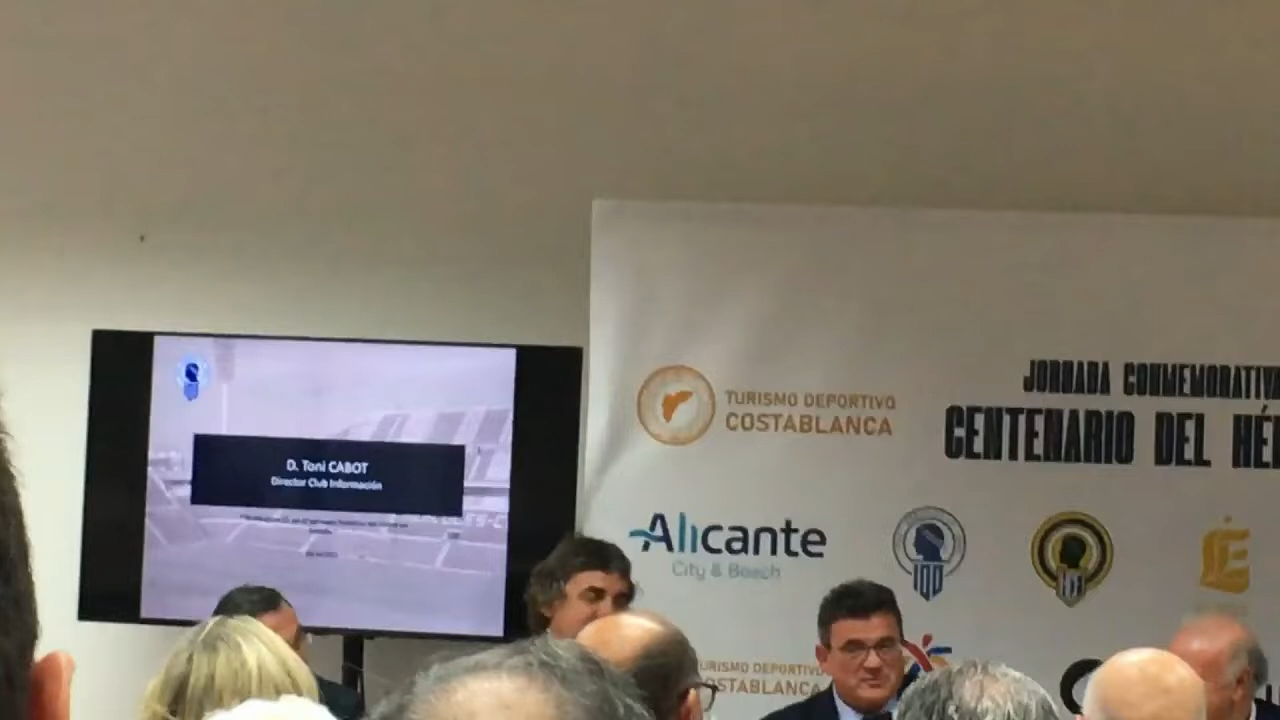 D. Toni CABOT
Director Club Información
TURISMO DEPORTIVO
COSTABLANCA
JORNADA CONMEMORATIVA
CENTENARIO DEL HÉ
Alicante
City & Beach
100
TURISMO DEPORTIVO
COSTABLANCA